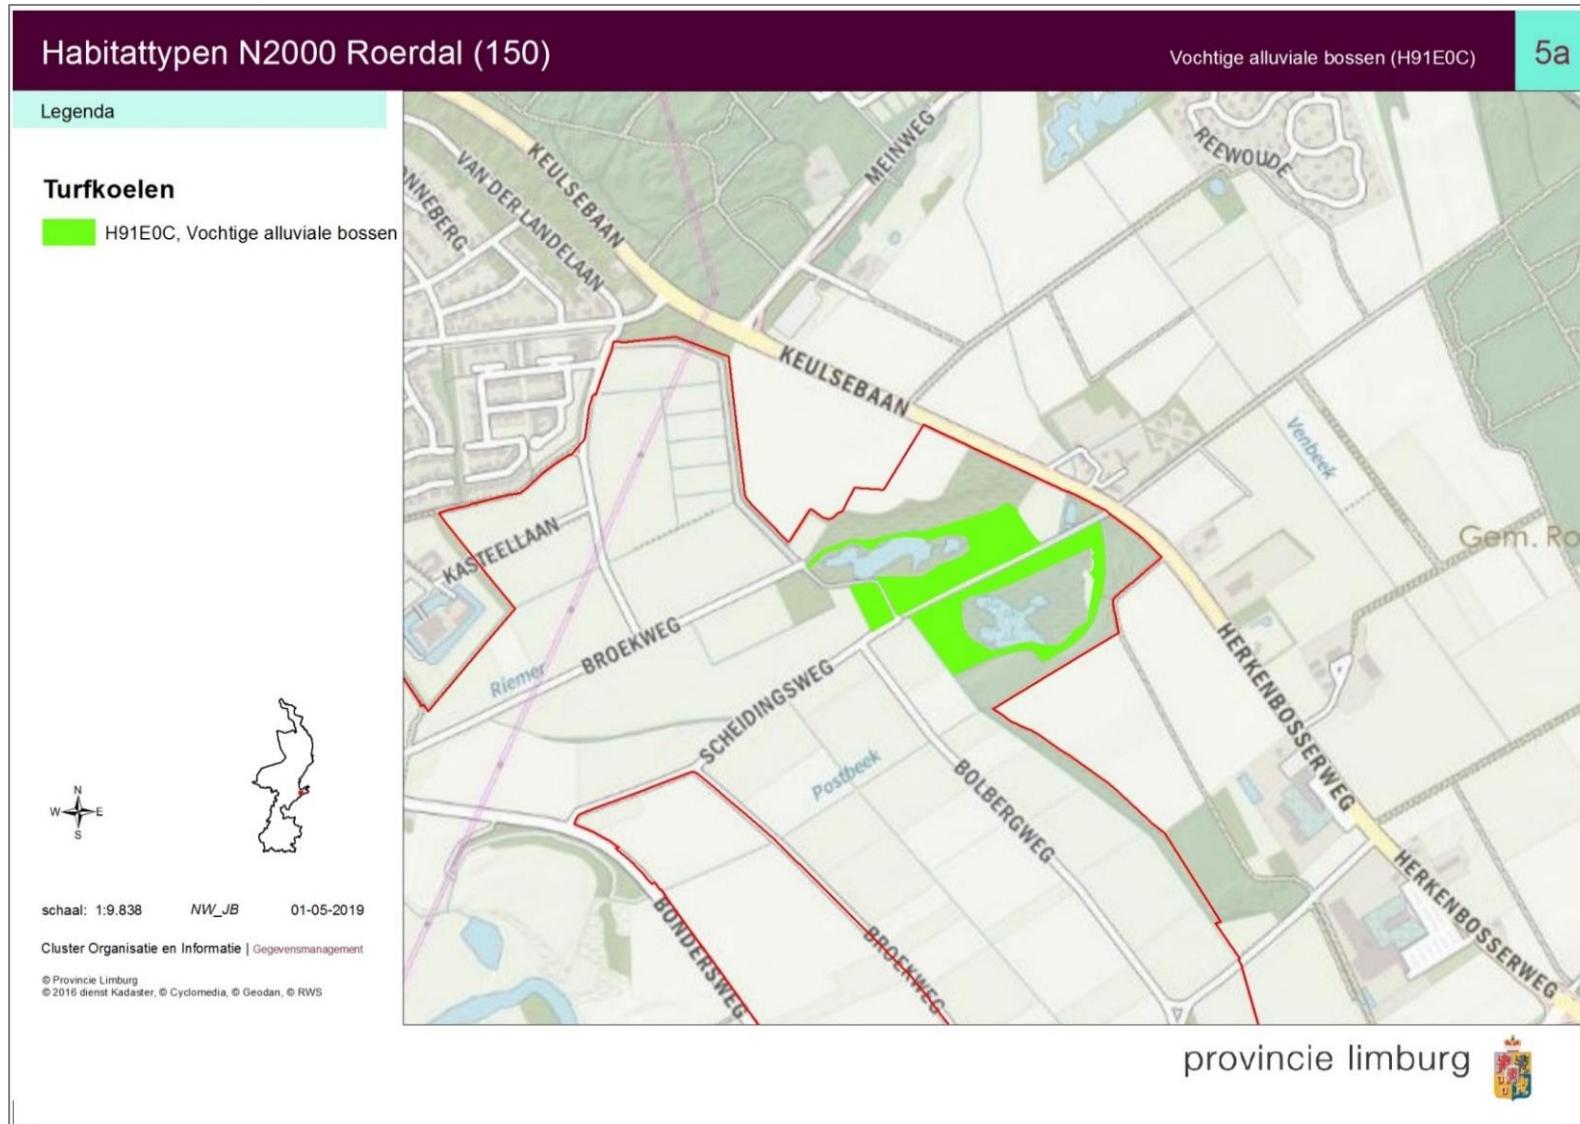 Habitattypen N2000 Roerdal (150)
Vochtige alluviale bossen (H91E0C)
5a
Legenda
Turfkoelen
H91E0C, Vochtige alluviale bossen
N
W E
S
schaal: 1:9.838 NW_JB 01-05-2019
Cluster Organisatie en Informatie | Gegevensmanagement
© Provincie Limburg
© 2016 dienst Kadaster, © Cyclomedia, © Geodan, © RWS
ONNEBERG
VAN DER LANDELAAN
KEULSEBAAN
MEINWEG
REEWOUDE
KEULSEBAAN
Venbeek
Gem. Ro
KASTEELLAAN
BROEKWEG
Riemer
SCHEIDINGSWEG
Postbeek
BOLBERGWEG
HERKENBOSSERWEG
HERKENBOSSERWEG
BONDERSWEG
BROEKWEG
provincie limburg